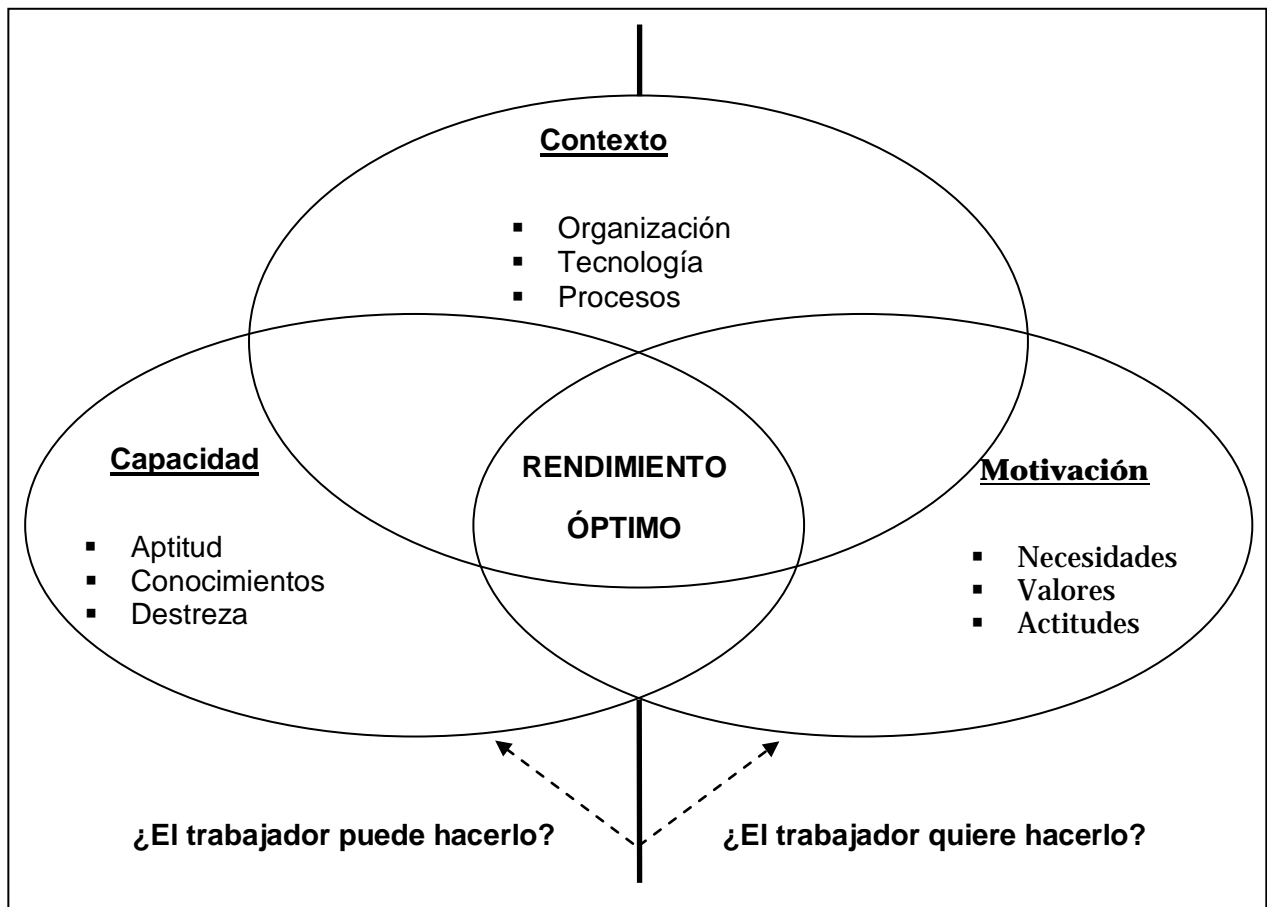 Contexto
▪ Organización
▪ Tecnología
▪ Procesos
Capacidad
▪ Aptitud
▪ Conocimientos
▪ Destreza
RENDIMIENTO
ÓPTIMO
Motivación
▪ Necesidades
▪ Valores
▪ Actitudes
¿El trabajador puede hacerlo?
¿El trabajador quiere hacerlo?